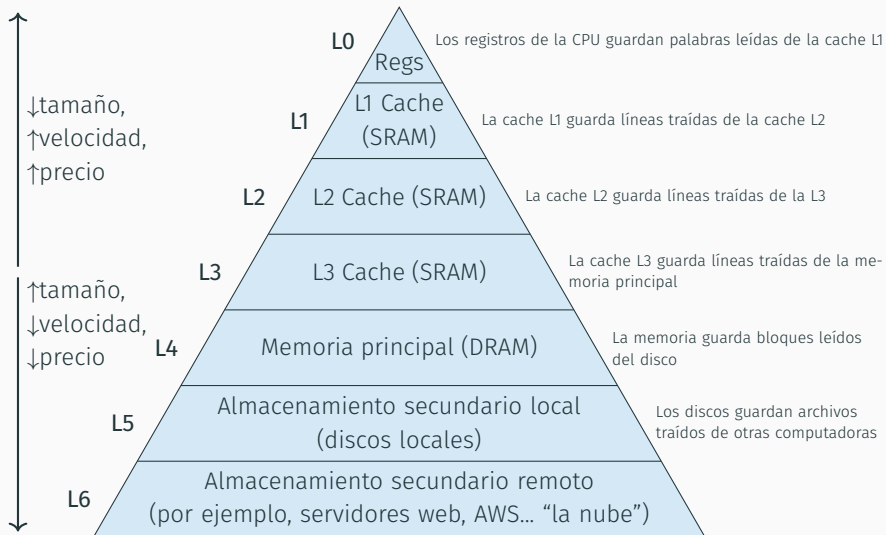 L0
Regs
Los registros de la CPU guardan palabras leídas de la cache L1
↓tamaño,
↑velocidad,
↑precio
L1
L1 Cache
(SRAM)
La cache L1 guarda líneas traídas de la cache L2
L2
L2 Cache (SRAM)
La cache L2 guarda líneas traídas de la L3
L3
L3 Cache (SRAM)
La cache L3 guarda líneas traídas de la me-
moria principal
↑tamaño,
↓velocidad,
↓precio
L4
Memoria principal (DRAM)
La memoria guarda bloques leídos
del disco
L5
Almacenamiento secundario local
(discos locales)
Los discos guardan archivos
traídos de otras computadoras
L6
Almacenamiento secundario remoto
(por ejemplo, servidores web, AWS... “la nube”)